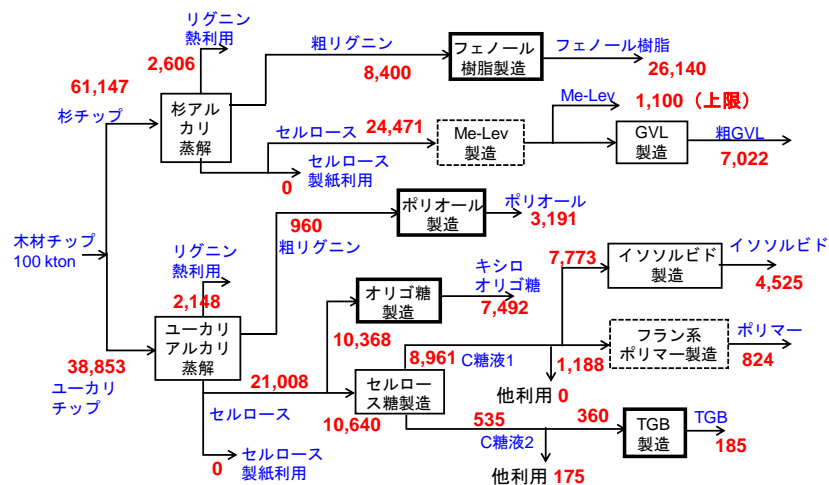 リグニン
熱利用
2,606
粗リグニン
8,400
フェノール
樹脂製造
フェノール樹脂
26,140
61,147
杉チップ
杉アル
カリ
蒸解
Me-Lev
1,100（上限）
セルロース
24,471
Me-Lev
製造
GVL
製造
粗GVL
7,022
セルロース
製紙利用
0
木材チップ
100 kton
960
粗リグニン
ポリオール
製造
ポリオール
3,191
リグニン
熱利用
2,148
オリゴ糖
製造
キシロ
オリゴ糖
7,492
7,773
イソソルビド
製造
イソソルビド
4,525
ユーカリ
アルカリ
蒸解
10,368
38,853
ユーカリ
チップ
21,008
セルロース
セルロー
ス糖製造
10,640
8,961
C糖液1
1,188
フラン系
ポリマー製造
ポリマー
824
他利用 0
535
C糖液2
360
TGB
製造
TGB
185
他利用 175
0
セルロース
製紙利用